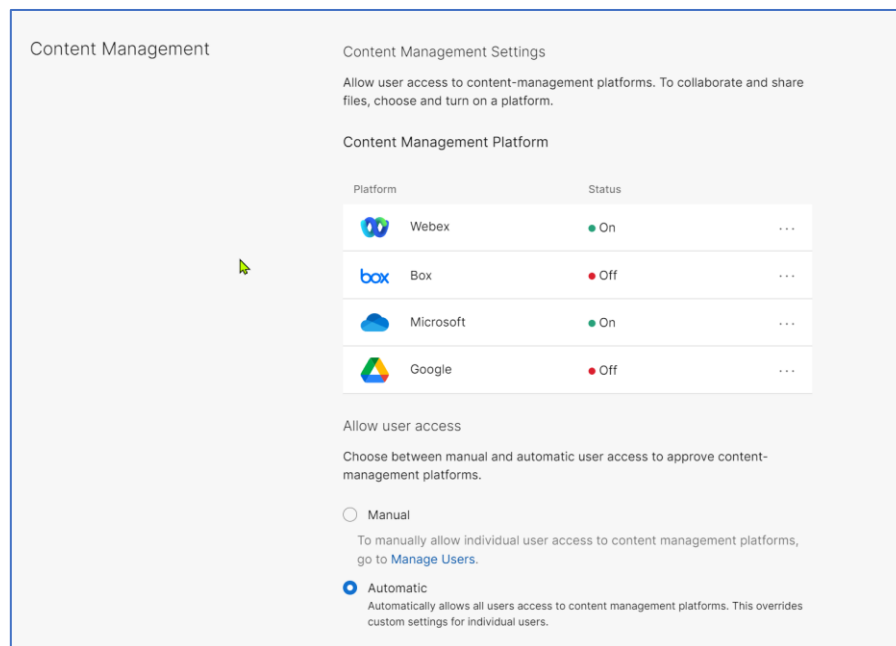 Content Management
Content Management Settings
Allow user access to content-management platforms. To collaborate and share
files, choose and turn on a platform.
Content Management Platform
Platform Status
Webex On ...
box Box Off ...
Microsoft On ...
Google Off ...
Allow user access
Choose between manual and automatic user access to approve content-
management platforms.
Manual
To manually allow individual user access to content management platforms,
go to Manage Users.
Automatic
Automatically allows all users access to content management platforms. This overrides
custom settings for individual users.